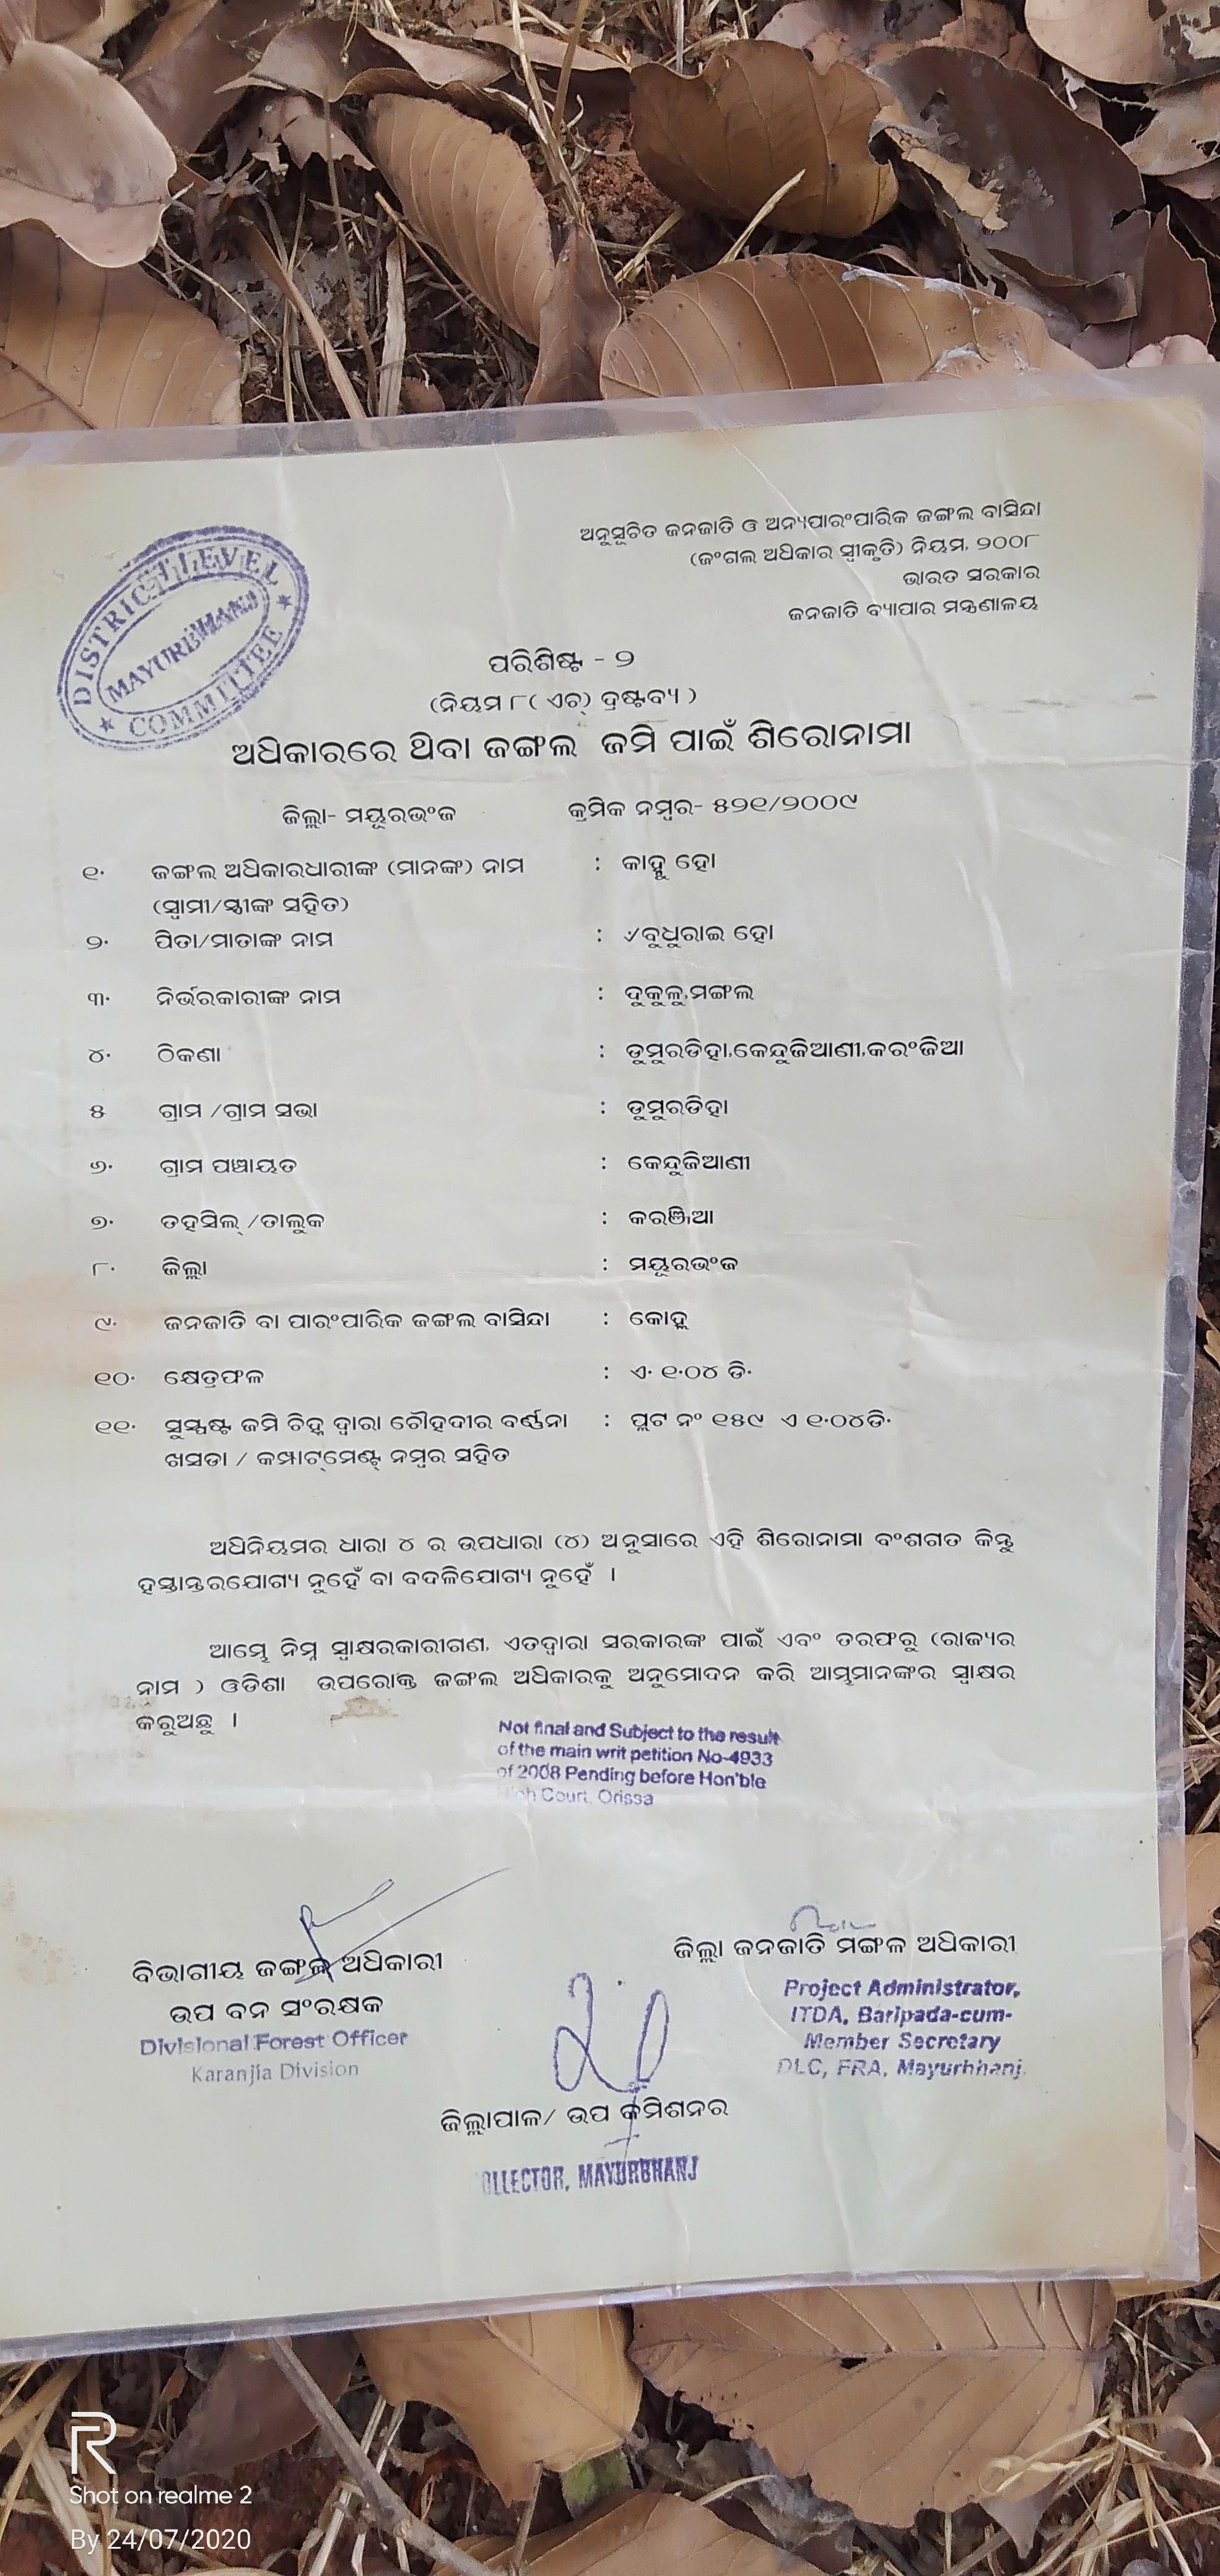 ଅନୁସୂଚିତ ଜନଜାତି ଓ ଅନ୍ୟପାରଂପାରିକ ଜଙ୍ଗଲ ବାସିନ୍ଦା
(ଜଂଗଲ ଅଧିକାର ସ୍ୱୀକୃତି) ନିୟମ, ୨୦୦୮
ଭାରତ ସରକାର
ଜନଜାତି ବ୍ୟାପାର ମନ୍ତ୍ରଣାଳୟ
DISTRICT LEVEL
MAYURBHANJ
★ COMMITTEE ★
ପରିଶିଷ୍ଟ - ୨
(ନିୟମ ୮( ଏଚ୍) ଦ୍ରଷ୍ଟବ୍ୟ )
ଅଧିକାରରେ ଥିବା ଜଙ୍ଗଲ ଜମି ପାଇଁ ଶିରୋନାମା
ଜିଲ୍ଲା- ମୟୂରଭଂଜ କ୍ରମିକ ନମ୍ବର- ୫୨୧/୨୦୦୯
୧. ଜଙ୍ଗଲ ଅଧିକାରଧାରୀଙ୍କ (ମାନଙ୍କ) ନାମ : କାହ୍ନୁ ହୋ
(ସ୍ୱାମୀ/ସ୍ତ୍ରୀଙ୍କ ସହିତ)
୨. ପିତା/ମାତାଙ୍କ ନାମ : ବୁଧୁରାଇ ହୋ
୩. ନିର୍ଭରକାରୀଙ୍କ ନାମ : ଦୁକୁଳୁ,ମଙ୍ଗଲ
୪. ଠିକଣା : ଡୁମୁରଡିହା,କେନ୍ଦୁଜିଆଣୀ,କରଂଜିଆ
୫ ଗ୍ରାମ /ଗ୍ରାମ ସଭା : ଡୁମୁରଡିହା
୬. ଗ୍ରାମ ପଞ୍ଚାୟତ : କେନ୍ଦୁଜିଆଣୀ
୭. ତହସିଲ୍ /ତାଲୁକ : କରଞ୍ଜିଆ
୮. ଜିଲ୍ଲା : ମୟୂରଭଂଜ
୯. ଜନଜାତି ବା ପାରଂପାରିକ ଜଙ୍ଗଲ ବାସିନ୍ଦା : କୋହ୍ଲ
୧୦. କ୍ଷେତ୍ରଫଳ : ଏ. ୧.୦୪ ଡି.
୧୧. ସୁସ୍ପଷ୍ଟ ଜମି ଚିହ୍ନ ଦ୍ୱାରା ଚୌହଦୀର ବର୍ଣ୍ଣନା : ପ୍ଲଟ ନଂ ୧୫୯ ଏ ୧.୦୪ଡି.
ଖସଡା / କମ୍ପାଟ୍‌ମେଣ୍ଟ୍ ନମ୍ବର ସହିତ
ଅଧିନିୟମର ଧାରା ୪ ର ଉପଧାରା (୪) ଅନୁସାରେ ଏହି ଶିରୋନାମା ବଂଶଗତ କିନ୍ତୁ
ହସ୍ତାନ୍ତରଯୋଗ୍ୟ ନୁହେଁ ବା ବଦଳିଯୋଗ୍ୟ ନୁହେଁ ।
ଆମ୍ଭେ ନିମ୍ନ ସ୍ୱାକ୍ଷରକାରୀଗଣ, ଏତଦ୍ୱାରା ସରକାରଙ୍କ ପାଇଁ ଏବଂ ତରଫରୁ (ରାଜ୍ୟର
ନାମ ) ଓଡିଶା ଉପରୋକ୍ତ ଜଙ୍ଗଲ ଅଧିକାରକୁ ଅନୁମୋଦନ କରି ଆମ୍ଭମାନଙ୍କର ସ୍ୱାକ୍ଷର
କରୁଅଛୁ ।
Not final and Subject to the result
of the main writ petition No-4933
of 2008 Pending before Hon'ble
High Court, Orissa
ବିଭାଗୀୟ ଜଙ୍ଗଲ ଅଧିକାରୀ
ଉପ ବନ ସଂରକ୍ଷକ
Divisional Forest Officer
Karanjia Division
ଜିଲ୍ଲା ଜନଜାତି ମଙ୍ଗଳ ଅଧିକାରୀ
Project Administrator,
ITDA, Baripada-cum-
Member Secretary
DLC, FRA, Mayurbhanj.
ଜିଲ୍ଲାପାଳ/ ଉପ କମିଶନର
COLLECTOR, MAYURBHANJ
R
Shot on realme 2
By 24/07/2020